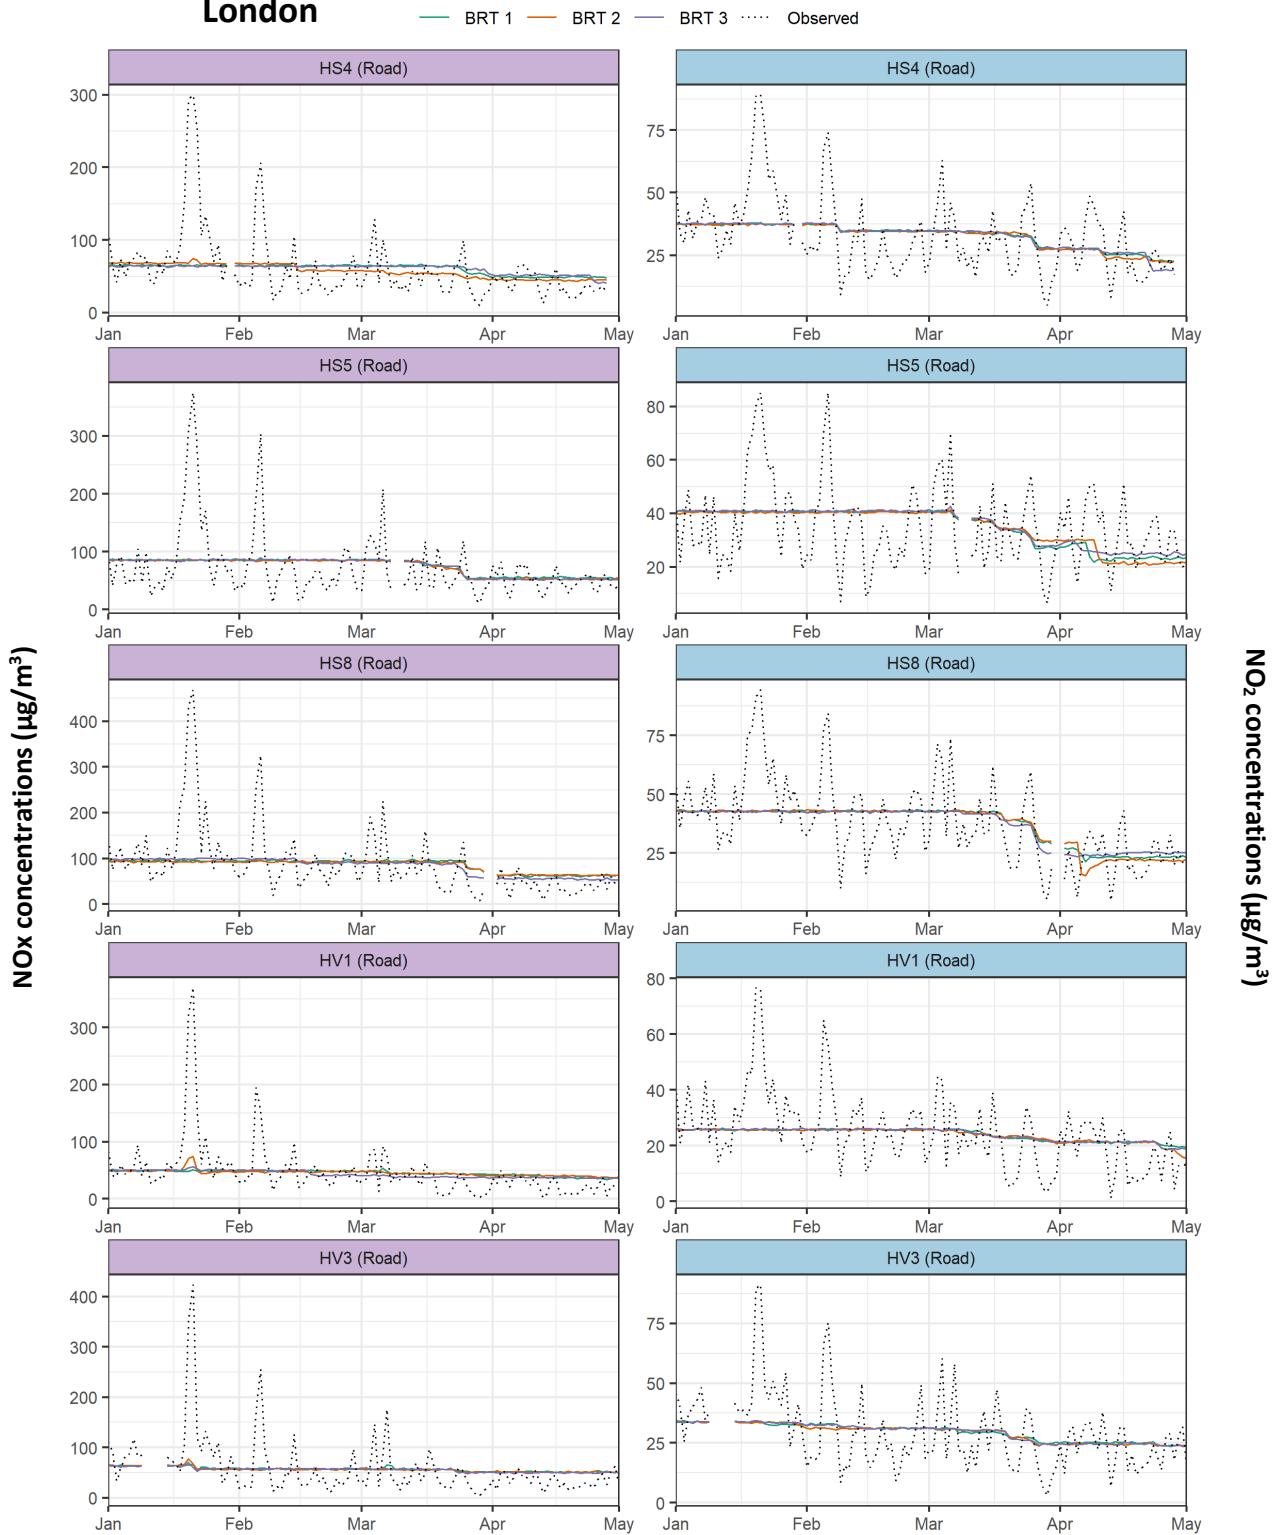 London
BRT 1 BRT 2 BRT 3 Observed
HS4 (Road)
300
200
100
0
Jan Feb Mar Apr May
HS4 (Road)
75
50
25
Jan Feb Mar Apr May
HS5 (Road)
300
200
100
0
Jan Feb Mar Apr May
HS5 (Road)
80
60
40
20
Jan Feb Mar Apr May
HS8 (Road)
400
300
200
100
0
Jan Feb Mar Apr May
HS8 (Road)
75
50
25
Jan Feb Mar Apr May
HV1 (Road)
300
200
100
0
Jan Feb Mar Apr May
HV1 (Road)
80
60
40
20
0
Jan Feb Mar Apr May
HV3 (Road)
400
300
200
100
0
Jan Feb Mar Apr May
HV3 (Road)
75
50
25
0
Jan Feb Mar Apr May
NOx concentrations (µg/m³)
NO₂ concentrations (µg/m³)